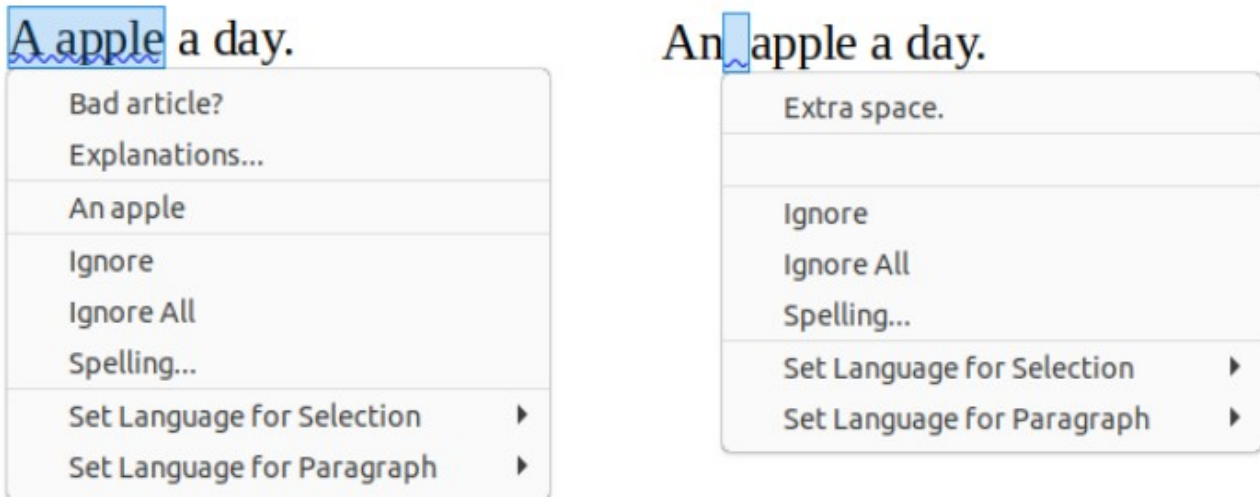 A apple a day.
Bad article?
Explanations...
An apple
Ignore
Ignore All
Spelling...
Set Language for Selection
Set Language for Paragraph
An  apple a day.
Extra space.
Ignore
Ignore All
Spelling...
Set Language for Selection
Set Language for Paragraph